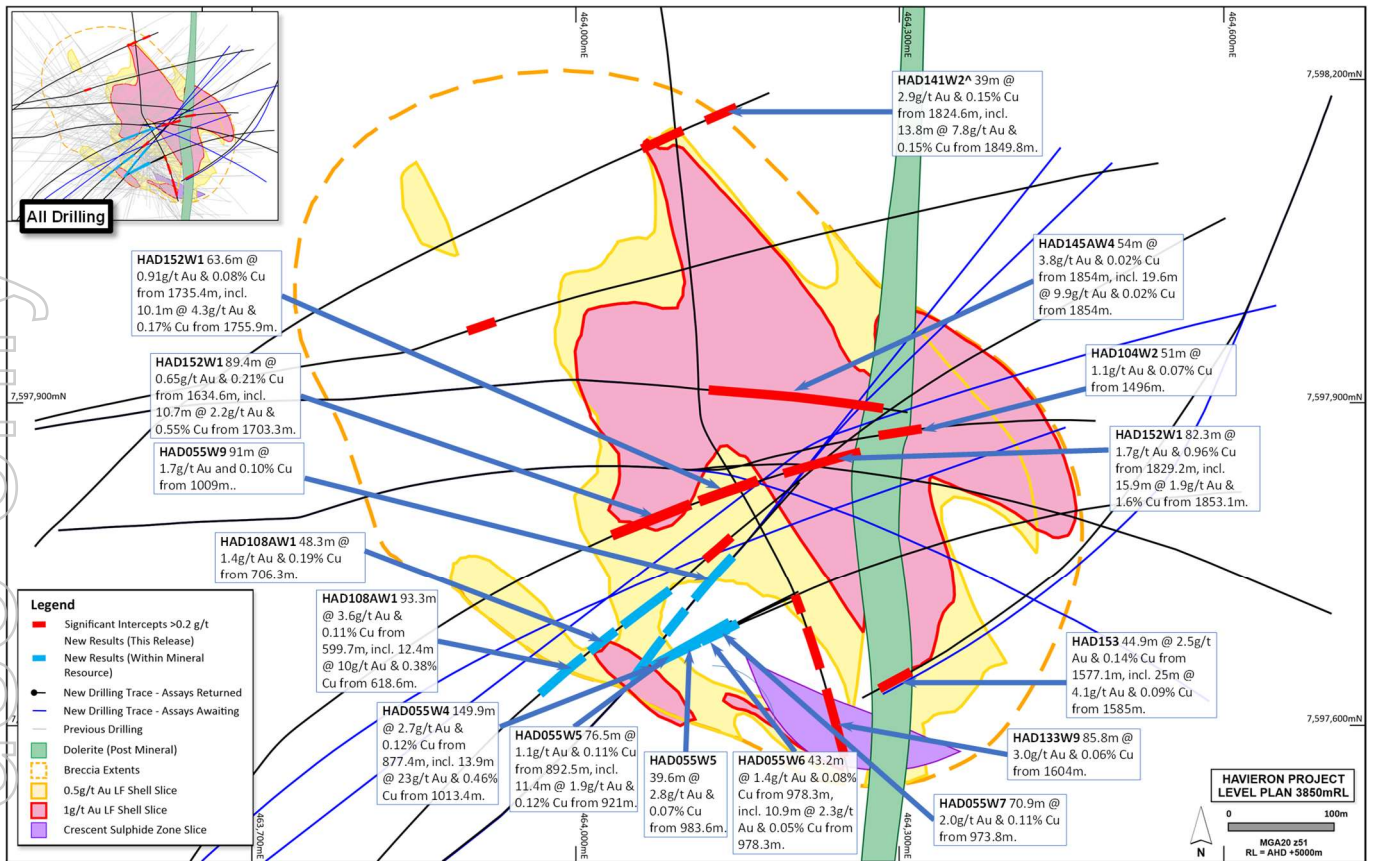 All Drilling
464,000mE
464,300mE
464,600mE
7,598,200mN
HAD141W2^ 39m @
2.9g/t Au & 0.15% Cu
from 1824.6m, incl.
13.8m @ 7.8g/t Au &
0.15% Cu from 1849.8m.
HAD152W1 63.6m @
0.91g/t Au & 0.08% Cu
from 1735.4m, incl.
10.1m @ 4.3g/t Au &
0.17% Cu from 1755.9m.
HAD145AW4 54m @
3.8g/t Au & 0.02% Cu
from 1854m, incl. 19.6m
@ 9.9g/t Au & 0.02% Cu
from 1854m.
HAD152W1 89.4m @
0.65g/t Au & 0.21% Cu
from 1634.6m, incl.
10.7m @ 2.2g/t Au &
0.55% Cu from 1703.3m.
HAD104W2 51m @
1.1g/t Au & 0.07% Cu
from 1496m.
7,597,900mN
7,597,900mN
HAD055W9 91m @
1.7g/t Au and 0.10% Cu
from 1009m..
HAD152W1 82.3m @
1.7g/t Au & 0.96% Cu
from 1829.2m, incl.
15.9m @ 1.9g/t Au &
1.6% Cu from 1853.1m.
HAD108AW1 48.3m @
1.4g/t Au & 0.19% Cu
from 706.3m.
HAD108AW1 93.3m
@ 3.6g/t Au &
0.11% Cu from
599.7m, incl. 12.4m
@ 10g/t Au & 0.38%
Cu from 618.6m.
HAD153 44.9m @ 2.5g/t
Au & 0.14% Cu from
1577.1m, incl. 25m @
4.1g/t Au & 0.09% Cu
from 1585m.
HAD055W4 149.9m
@ 2.7g/t Au &
0.12% Cu from
877.4m, incl. 13.9m
@ 23g/t Au & 0.46%
Cu from 1013.4m.
HAD055W5 76.5m @
1.1g/t Au & 0.11% Cu
from 892.5m, incl.
11.4m @ 1.9g/t Au &
0.12% Cu from 921m.
HAD055W5
39.6m @
2.8g/t Au &
0.07% Cu
from 983.6m.
HAD055W6 43.2m
@ 1.4g/t Au & 0.08%
Cu from 978.3m,
incl. 10.9m @ 2.3g/t
Au & 0.05% Cu from
978.3m.
HAD133W9 85.8m @
3.0g/t Au & 0.06% Cu
from 1604m.
HAD055W7 70.9m @
2.0g/t Au & 0.11% Cu
from 973.8m.
7,597,600mN
Legend
Significant Intercepts >0.2 g/t
New Results (This Release)
New Results (Within Mineral
Resource)
New Drilling Trace - Assays Returned
New Drilling Trace - Assays Awaiting
Previous Drilling
Dolerite (Post Mineral)
Breccia Extents
0.5g/t Au LF Shell Slice
1g/t Au LF Shell Slice
Crescent Sulphide Zone Slice
463,700mE
464,000mE
464,300mE
HAVIERON PROJECT
LEVEL PLAN 3850mRL
0 100m
MGA20 z51
RL = AHD +5000m
N